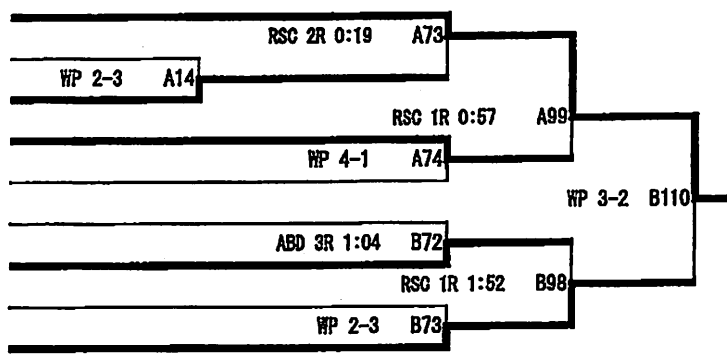 RSC 2R 0:19 A73
WP 2-3 A14
RSC 1R 0:57 A99
WP 4-1 A74
WP 3-2 B110
ABD 3R 1:04 B72
RSC 1R 1:52 B98
WP 2-3 B73